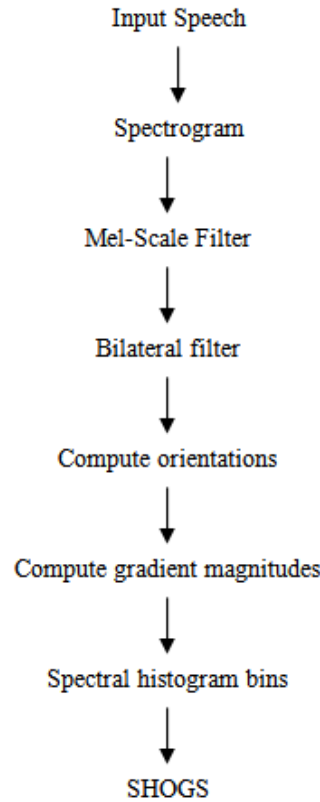 Input Speech
Spectrogram
Mel-Scale Filter
Bilateral filter
Compute orientations
Compute gradient magnitudes
Spectral histogram bins
SHOGS